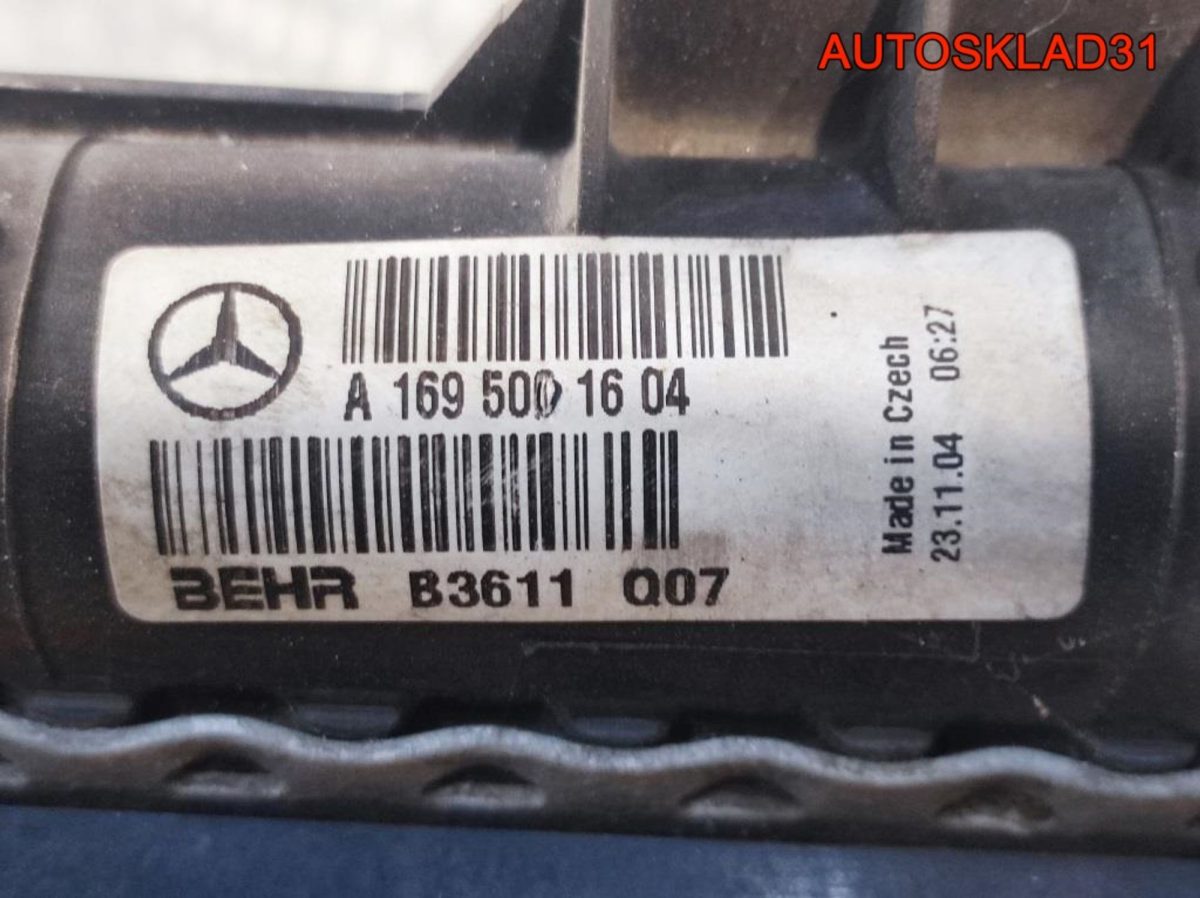 AUTOSKLAD31
A 169 500 16 04
BEHR B3611 Q07
Made in Czech
23.11.04 06:27